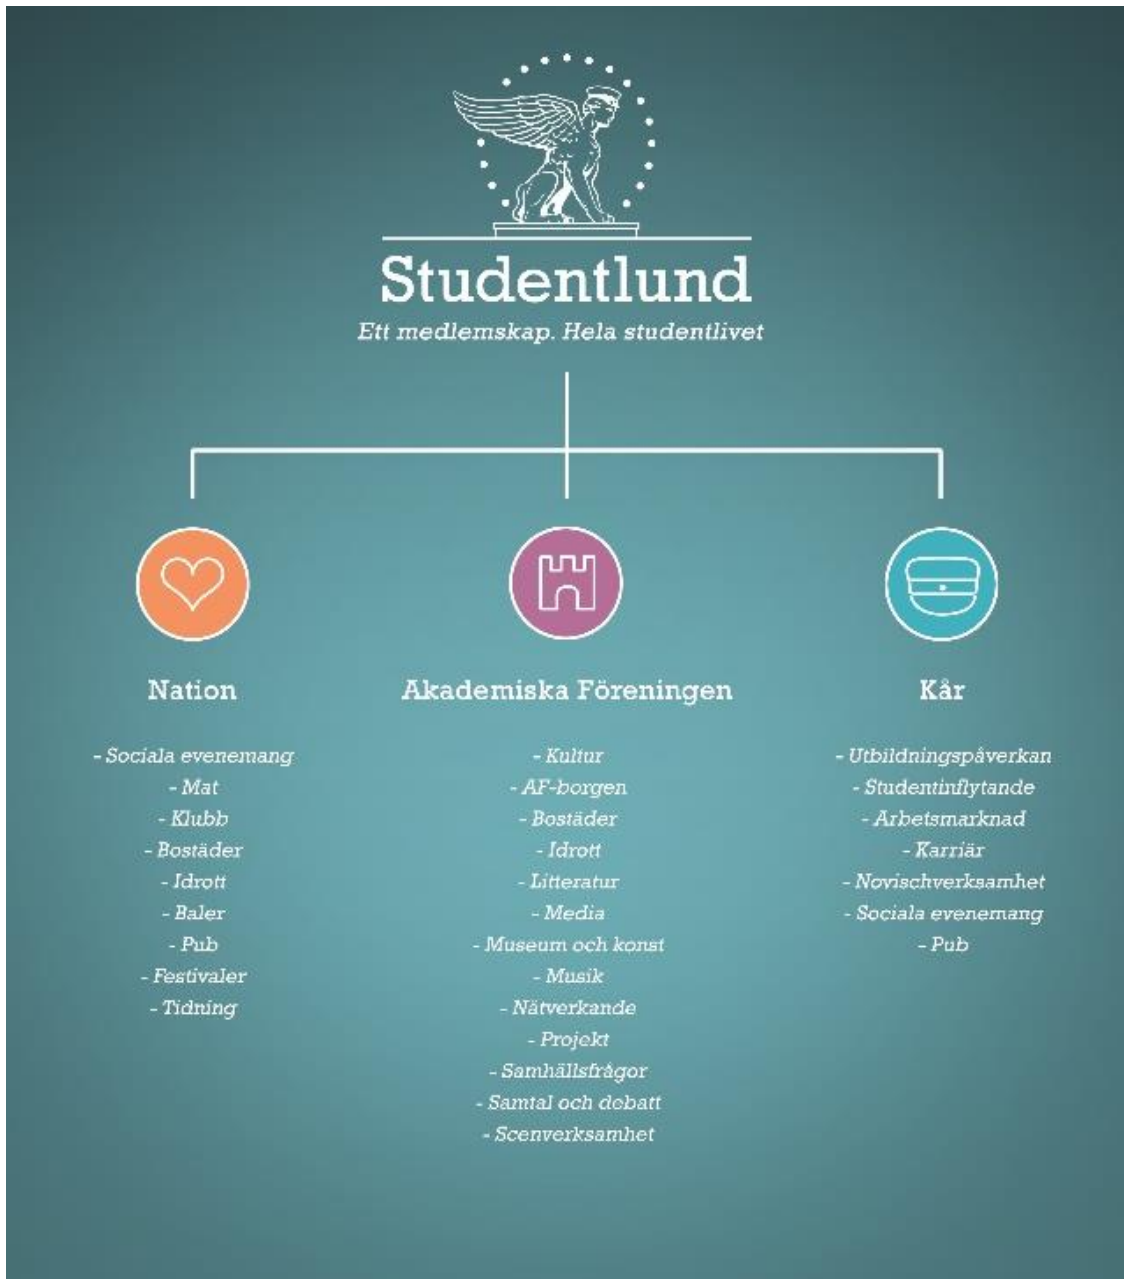 Studentlund
Ett medlemskap. Hela studentlivet
Nation
- Sociala evenemang
- Mat
- Klubb
- Bostäder
- Idrott
- Baler
- Pub
- Festivaler
- Tidning
Akademiska Föreningen
- Kultur
- AF-borgen
- Bostäder
- Idrott
- Litteratur
- Media
- Museum och konst
- Musik
- Nätverkande
- Projekt
- Samhällsfrågor
- Samtal och debatt
- Scenverksamhet
Kår
- Utbildningspåverkan
- Studentinflytande
- Arbetsmarknad
- Karriär
- Novischverksamhet
- Sociala evenemang
- Pub